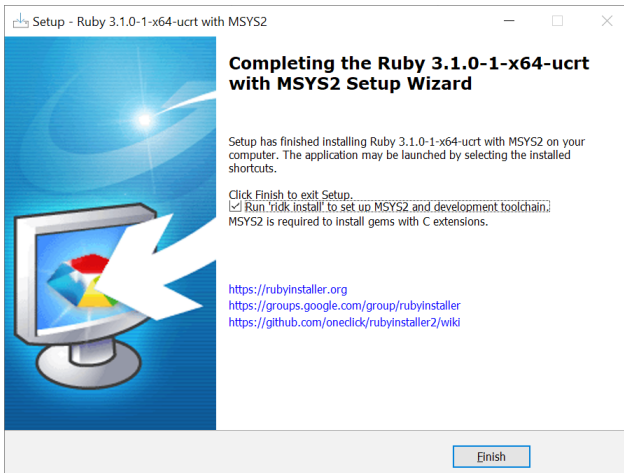 Setup - Ruby 3.1.0-1-x64-ucrt with MSYS2
Completing the Ruby 3.1.0-1-x64-ucrt
with MSYS2 Setup Wizard
Setup has finished installing Ruby 3.1.0-1-x64-ucrt with MSYS2 on your
computer. The application may be launched by selecting the installed
shortcuts.
Click Finish to exit Setup.
Run 'ridk install' to set up MSYS2 and development toolchain.
MSYS2 is required to install gems with C extensions.
https://rubyinstaller.org
https://groups.google.com/group/rubyinstaller
https://github.com/oneclick/rubyinstaller2/wiki
Finish